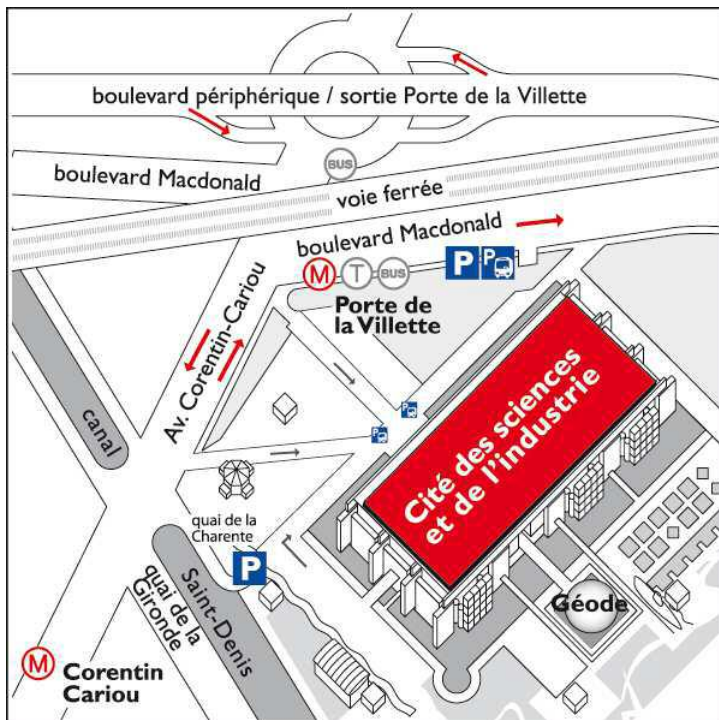 boulevard périphérique / sortie Porte de la Villette
BUS
boulevard Macdonald
voie ferrée
boulevard Macdonald
P P
M T BUS
Porte de
la Villette
Av. Corentin-Cariou
canal
P
P
Cité des sciences
et de l'industrie
quai de la
Charente
P
Saint-Denis
quai de la
Gironde
Géode
M Corentin
Cariou